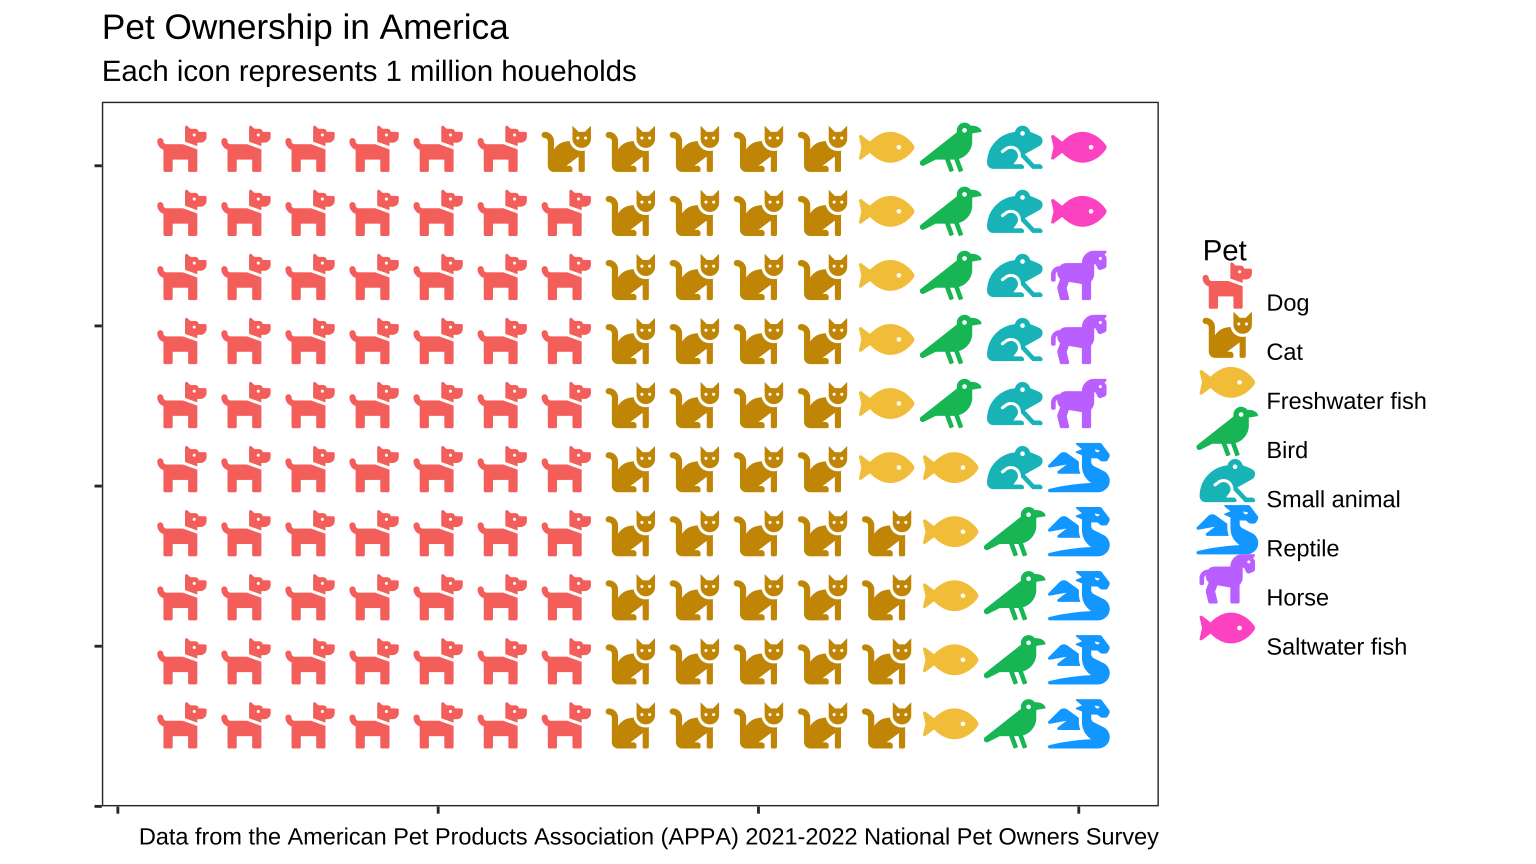 Pet Ownership in America
Each icon represents 1 million houeholds
Pet
Dog
Cat
Freshwater fish
Bird
Small animal
Reptile
Horse
Saltwater fish
Data from the American Pet Products Association (APPA) 2021-2022 National Pet Owners Survey